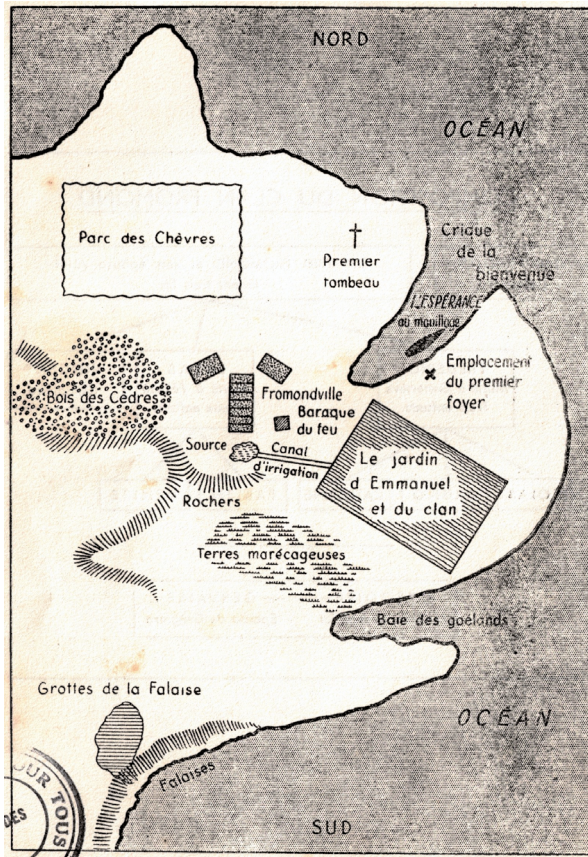 NORD
OCÉAN
Parc des Chèvres
Premier
tombeau
Crique
de la
bienvenue
L'ESPÉRANCE
au mouillage
Emplacement
du premier
foyer
Bois des Cèdres
Fromondville
Baraque
du feu
Source
Canal
d'irrigation
Le jardin
d'Emmanuel
et du clan
Rochers
Terres marécageuses
Baie des goélands
Grottes de la Falaise
OCÉAN
Falaises
OUR TOUS
DES
SUD